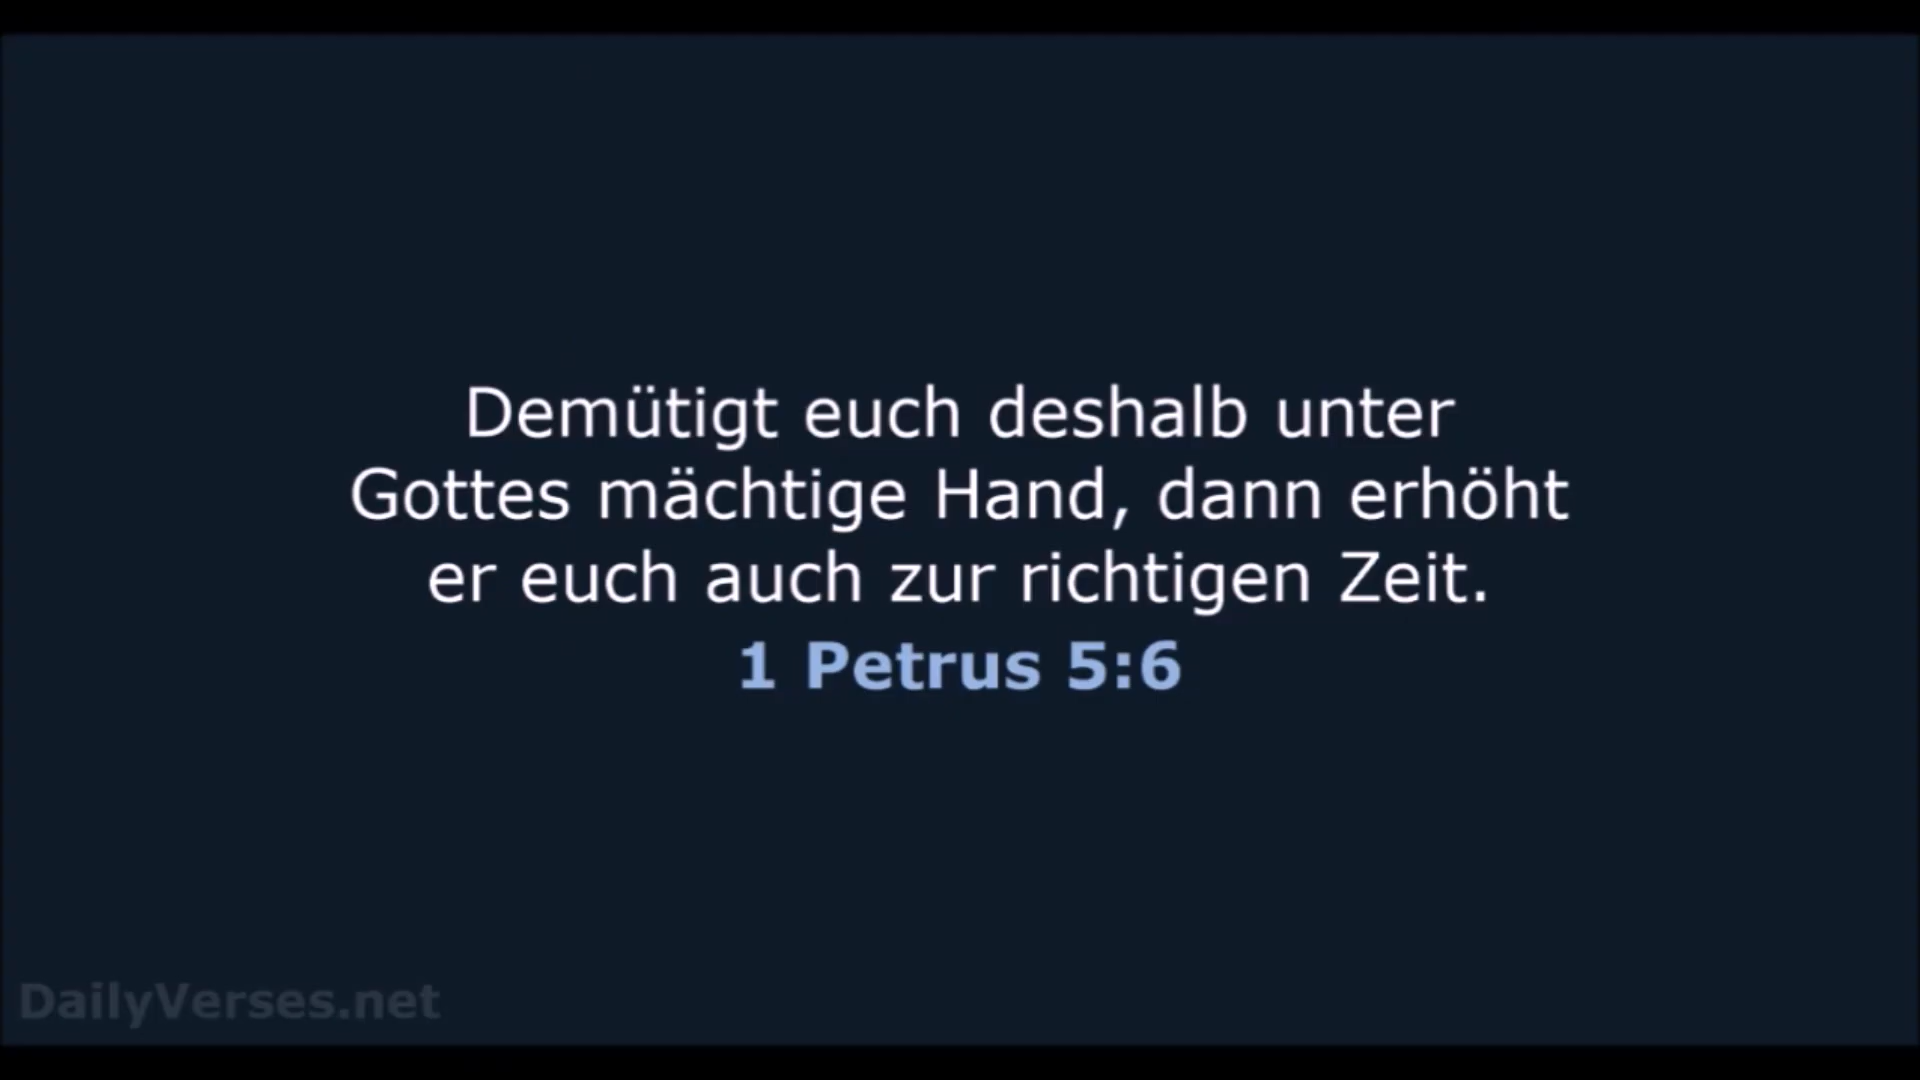 Demütigt euch deshalb unter
Gottes mächtige Hand, dann erhöht
er euch auch zur richtigen Zeit.
1 Petrus 5:6
DailyVerses.net